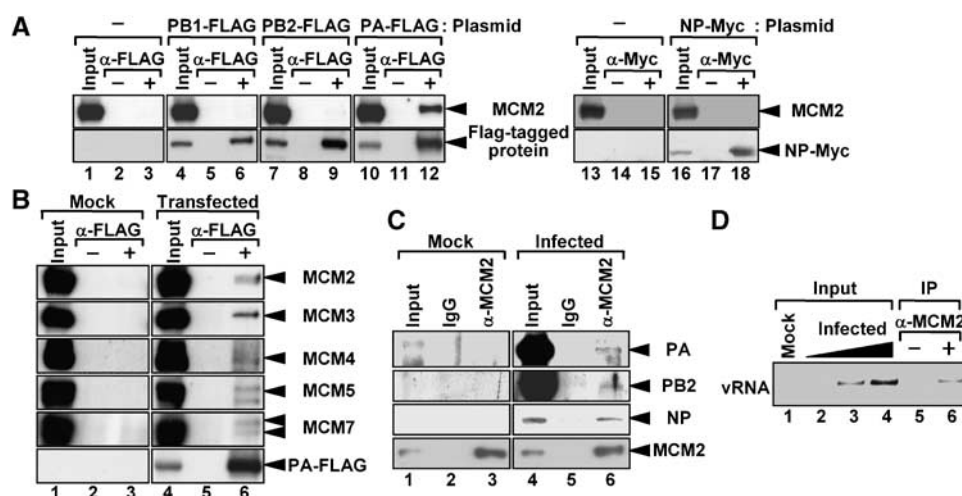 A
– PB1-FLAG PB2-FLAG PA-FLAG : Plasmid
Input α-FLAG Input α-FLAG Input α-FLAG Input α-FLAG
– + – + – + – +
MCM2
Flag-tagged
protein
1 2 3 4 5 6 7 8 9 10 11 12
– NP-Myc : Plasmid
Input α-Myc Input α-Myc
– + – +
MCM2
NP-Myc
13 14 15 16 17 18
B
Mock Transfected
Input α-FLAG Input α-FLAG
– + – +
MCM2
MCM3
MCM4
MCM5
MCM7
PA-FLAG
1 2 3 4 5 6
C
Mock Infected
Input IgG α-MCM2 Input IgG α-MCM2
PA
PB2
NP
MCM2
1 2 3 4 5 6
D
Input IP
Mock Infected α-MCM2
– +
vRNA
1 2 3 4 5 6